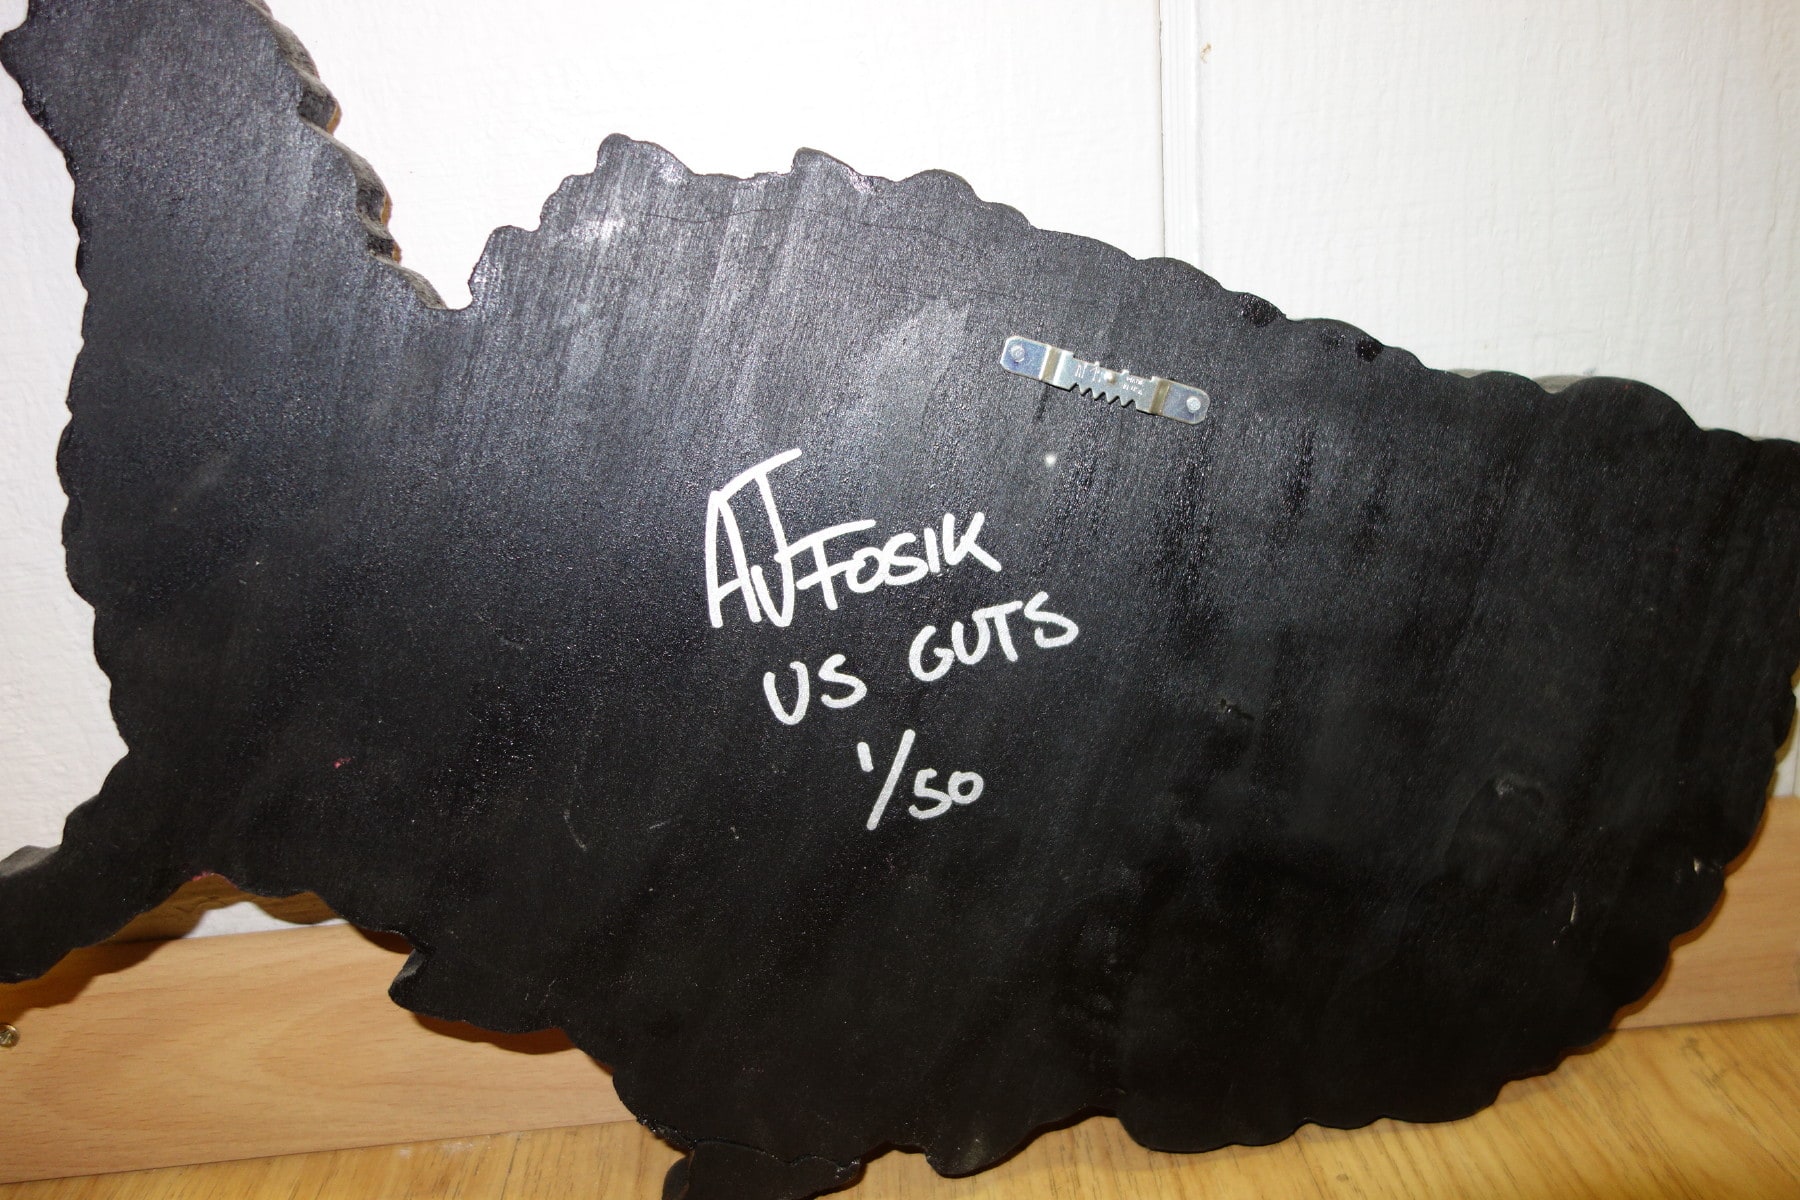 AJ FOSIK
US GUTS
1/50